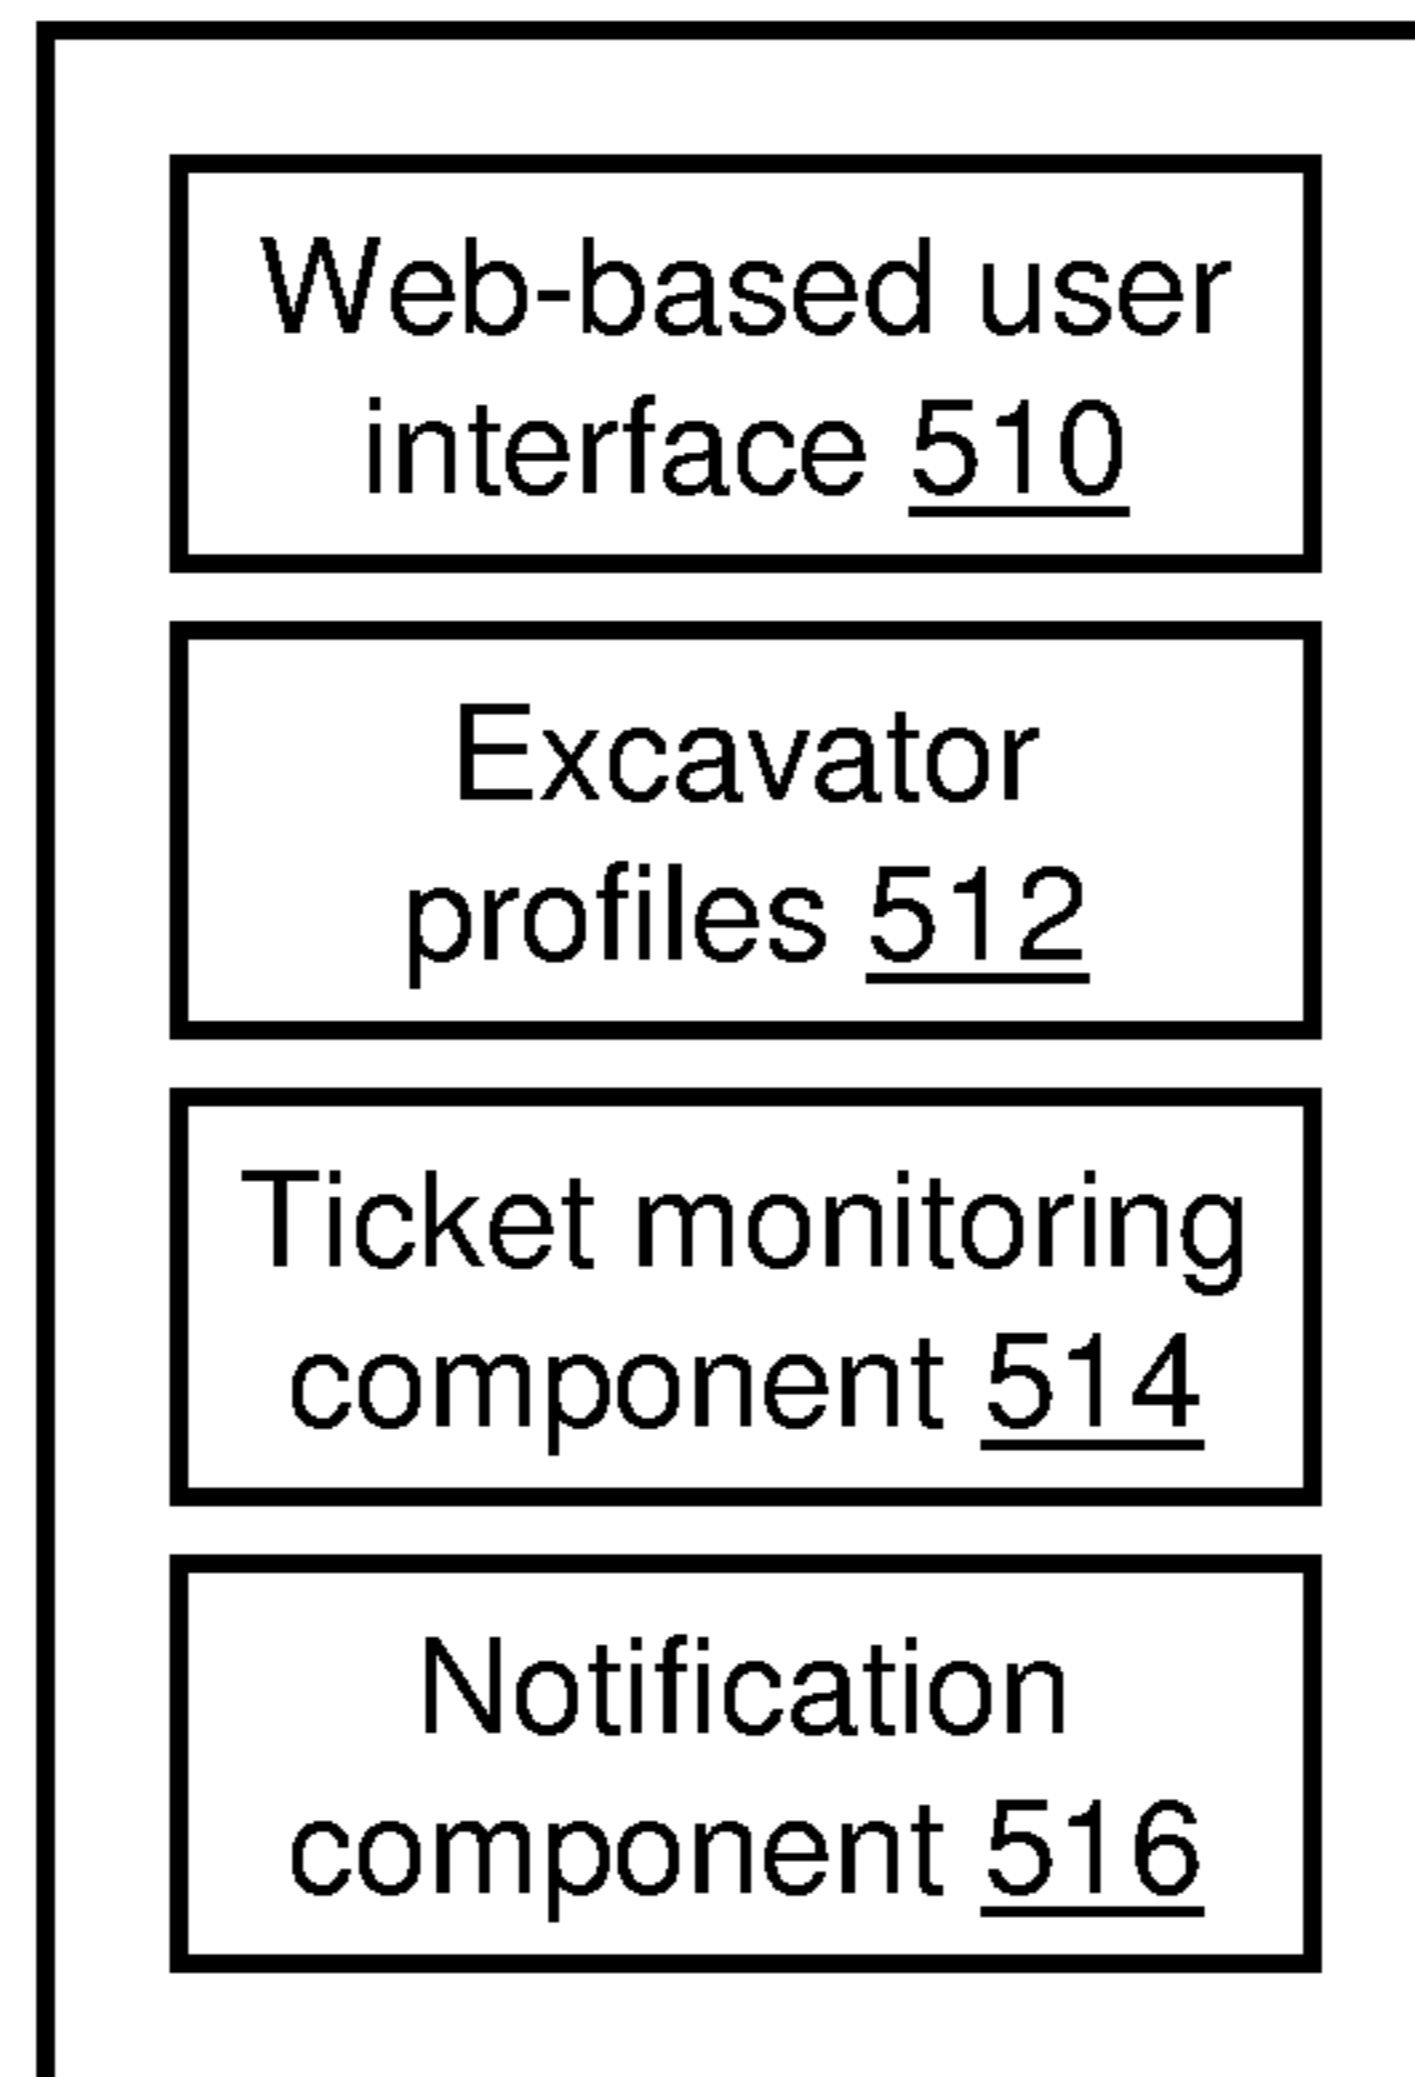 Web-based user
interface 510
Excavator
profiles 512
Ticket monitoring
component 514
Notification
component 516